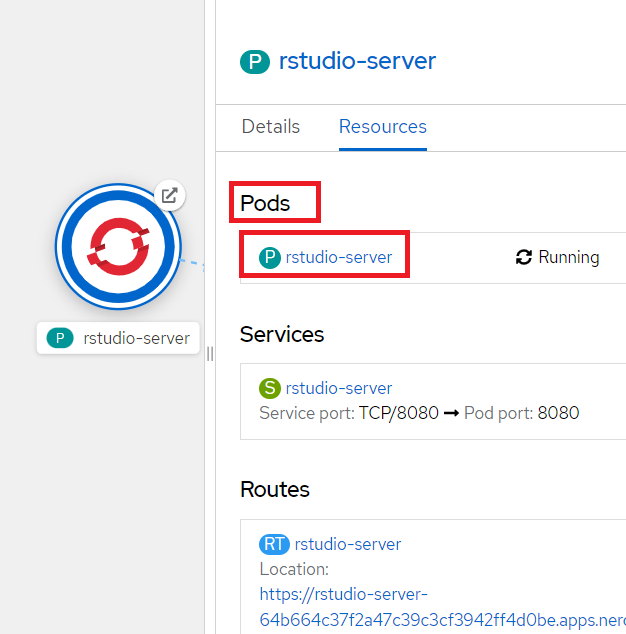 P rstudio-server
Details Resources
Pods
P rstudio-server Running
P rstudio-server
Services
S rstudio-server
Service port: TCP/8080 ➞ Pod port: 8080
Routes
RT rstudio-server
Location:
https://rstudio-server-
64b664c37f2a47c39c3cf3942ff4d0be.apps.nerc